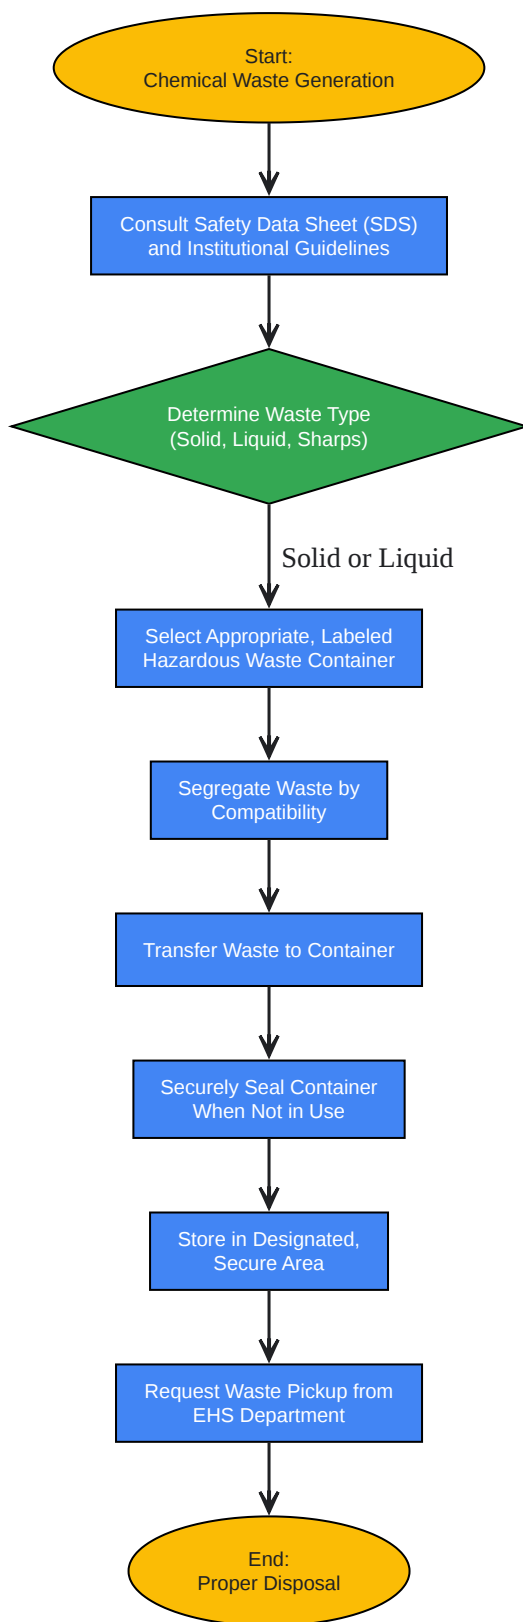 Start:
Chemical Waste Generation
Consult Safety Data Sheet (SDS)
and Institutional Guidelines
Determine Waste Type
(Solid, Liquid, Sharps)
Solid or Liquid
Select Appropriate, Labeled
Hazardous Waste Container
Segregate Waste by
Compatibility
Transfer Waste to Container
Securely Seal Container
When Not in Use
Store in Designated,
Secure Area
Request Waste Pickup from
EHS Department
End:
Proper Disposal